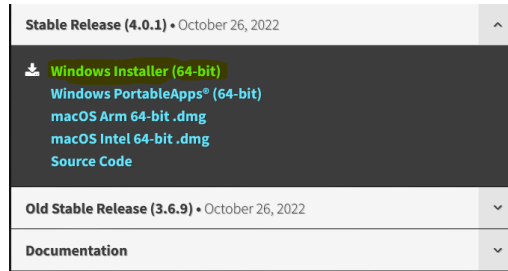 Stable Release (4.0.1) • October 26, 2022
Windows Installer (64-bit)
Windows PortableApps® (64-bit)
macOS Arm 64-bit .dmg
macOS Intel 64-bit .dmg
Source Code
Old Stable Release (3.6.9) • October 26, 2022
Documentation